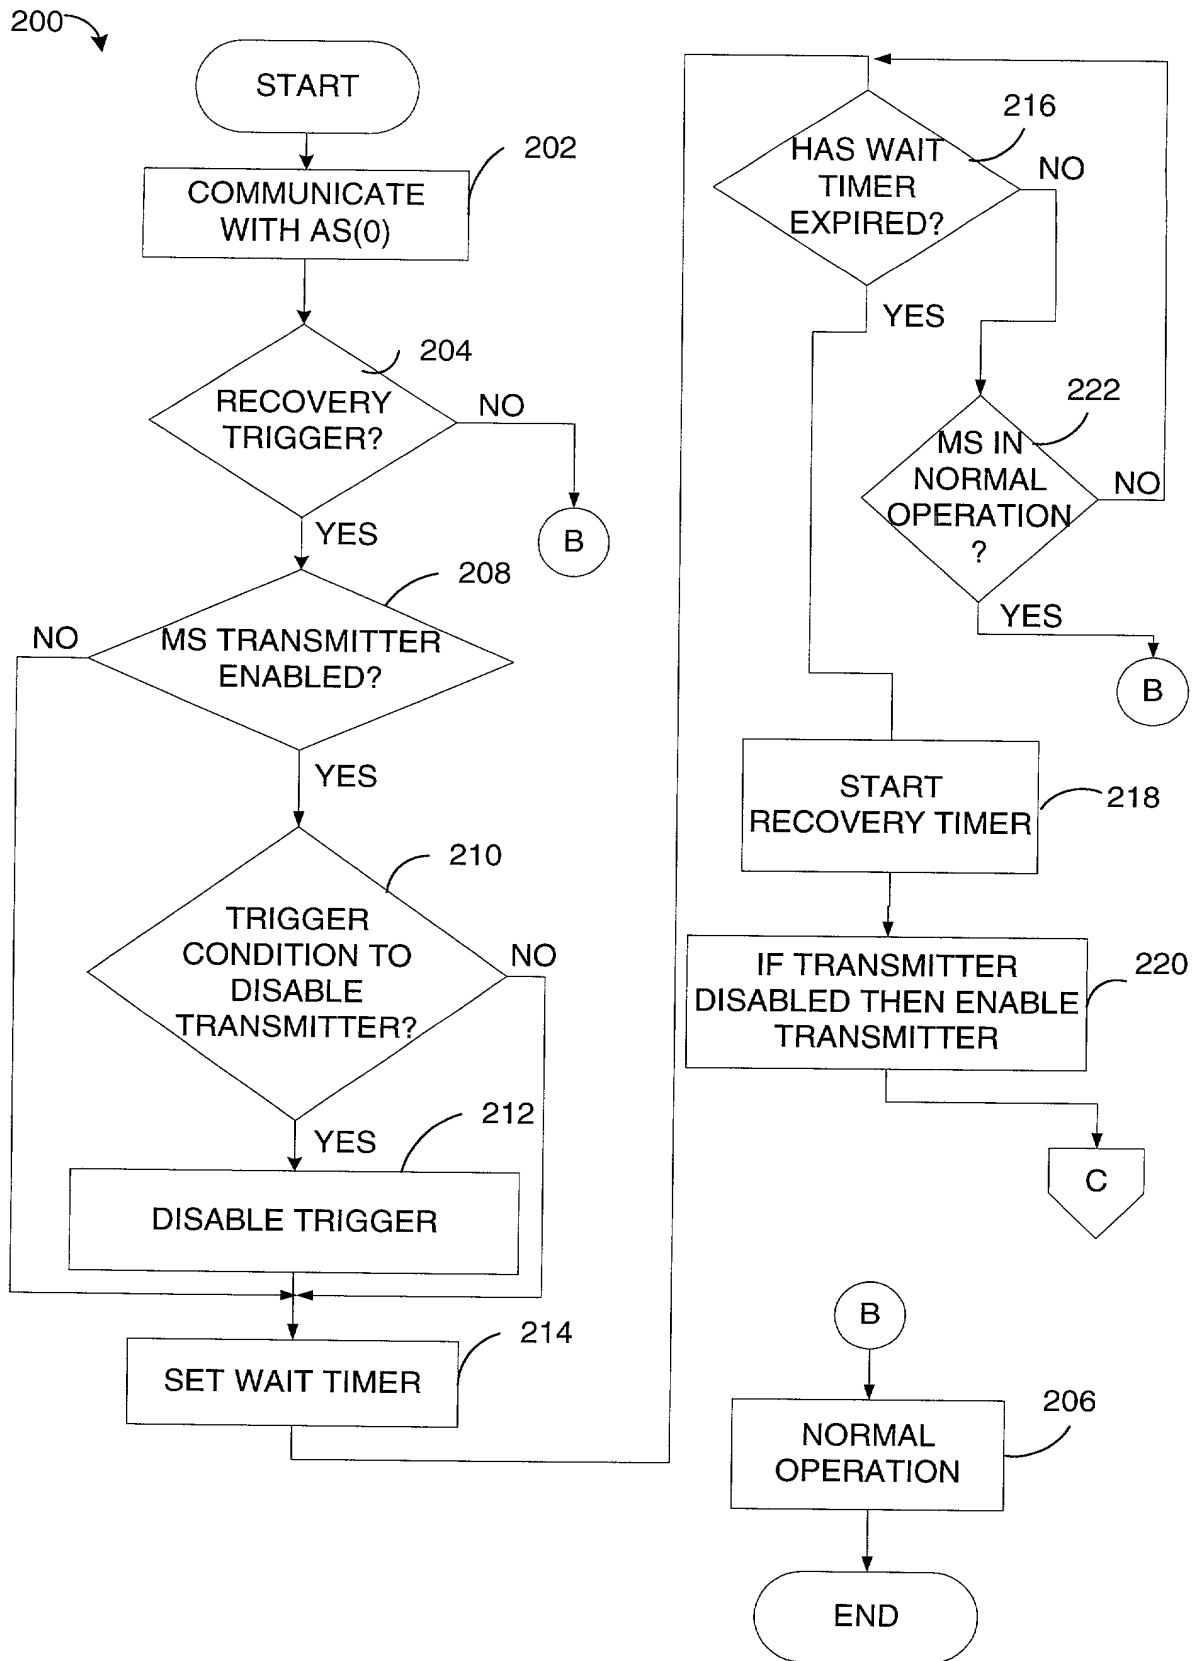 200
START
202
COMMUNICATE
WITH AS(0)
204
RECOVERY
TRIGGER?
NO
B
YES
208
MS TRANSMITTER
ENABLED?
NO
YES
210
TRIGGER
CONDITION TO
DISABLE
TRANSMITTER?
NO
YES
212
DISABLE TRIGGER
214
SET WAIT TIMER
216
HAS WAIT
TIMER
EXPIRED?
NO
YES
222
MS IN
NORMAL
OPERATION
?
NO
YES
B
START
RECOVERY TIMER
218
IF TRANSMITTER
DISABLED THEN ENABLE
TRANSMITTER
220
C
B
206
NORMAL
OPERATION
END